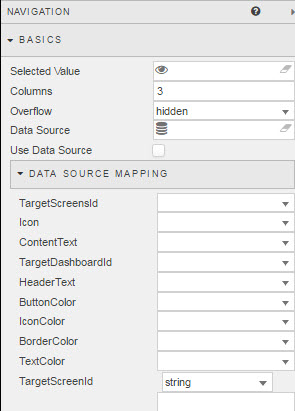 NAVIGATION
BASICS
Selected Value
Columns 3
Overflow hidden
Data Source
Use Data Source
DATA SOURCE MAPPING
TargetScreensId
Icon
ContentText
TargetDashboardId
HeaderText
ButtonColor
IconColor
BorderColor
TextColor
TargetScreenId string